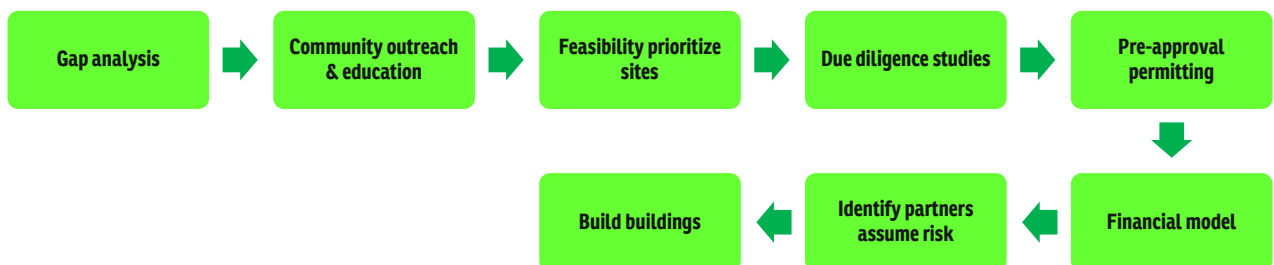 Gap analysis
Community outreach
& education
Feasibility prioritize
sites
Due diligence studies
Pre-approval
permitting
Financial model
Identify partners
assume risk
Build buildings